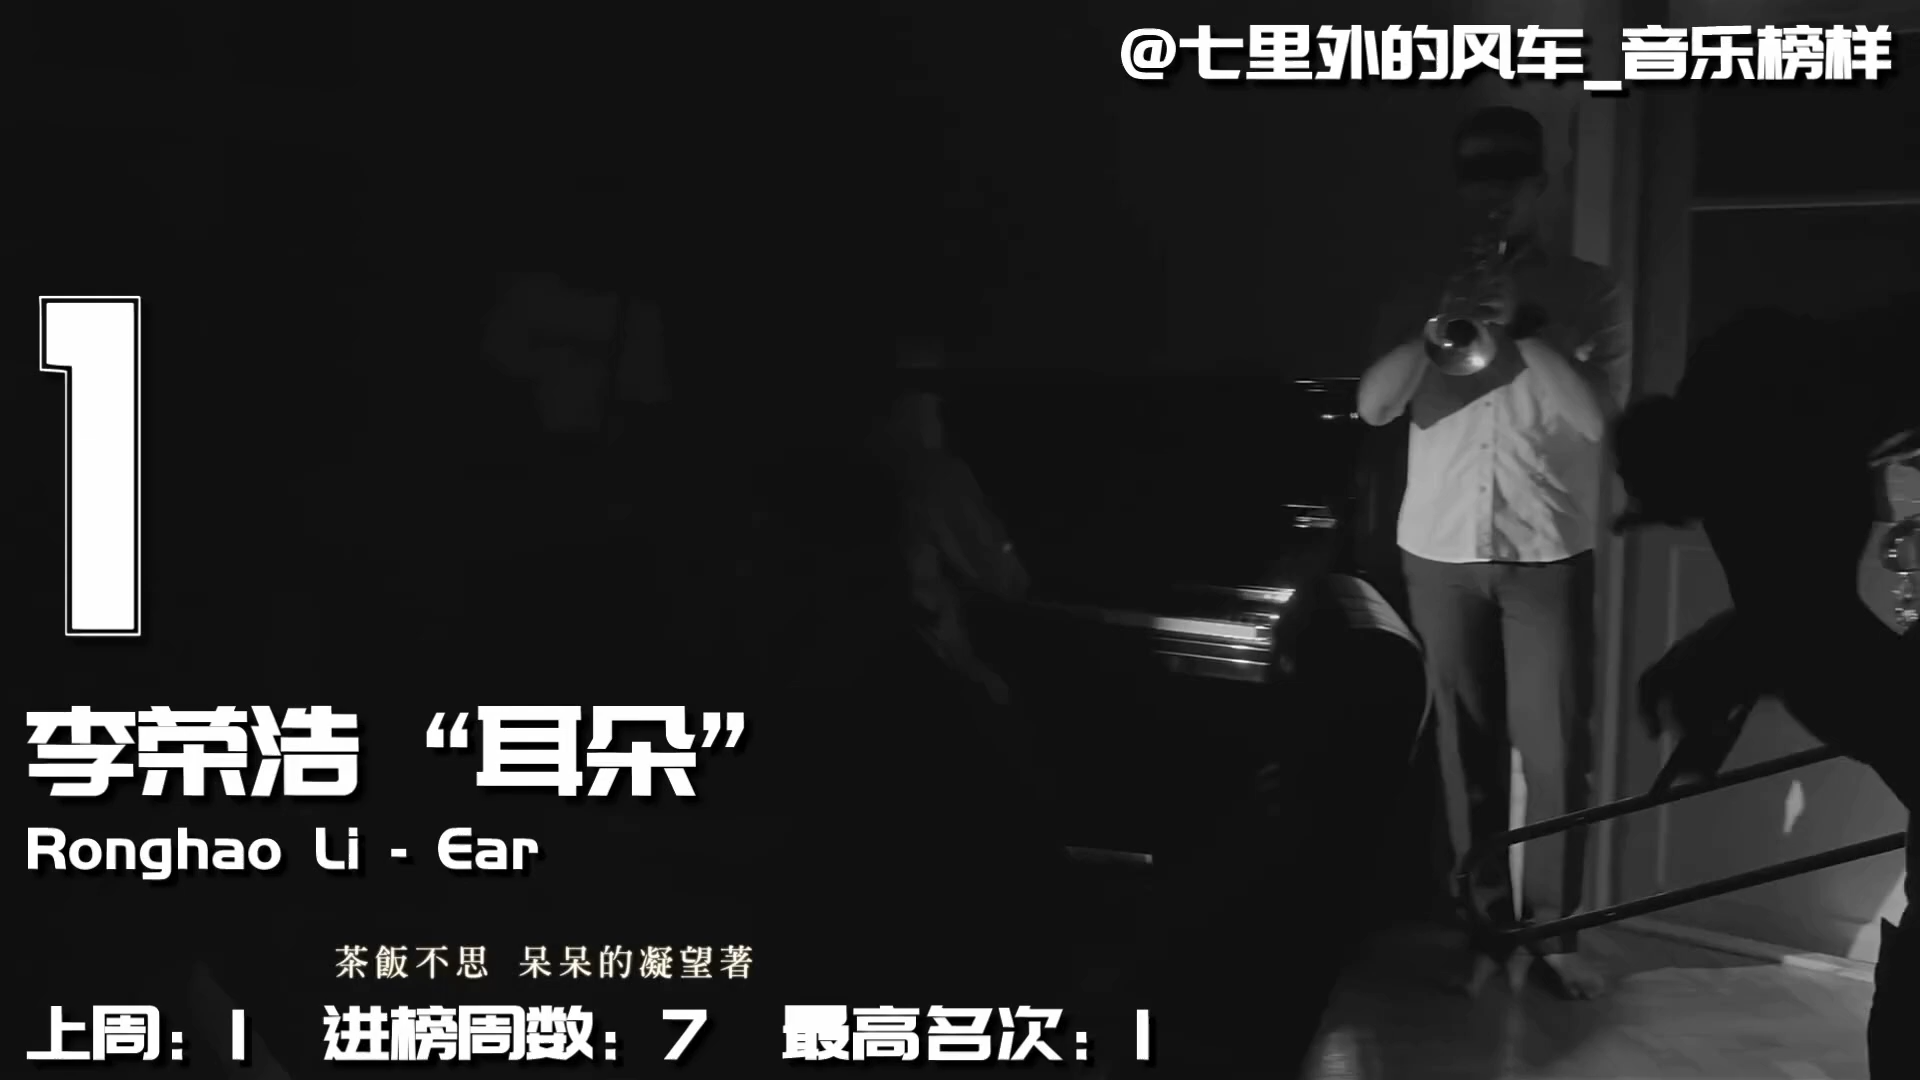 @七里外的风车_音乐榜样
1
李荣浩 “耳朵”
Ronghao Li - Ear
茶飯不思 呆呆的凝望著
上周：1 进榜周数：7 最高名次：1